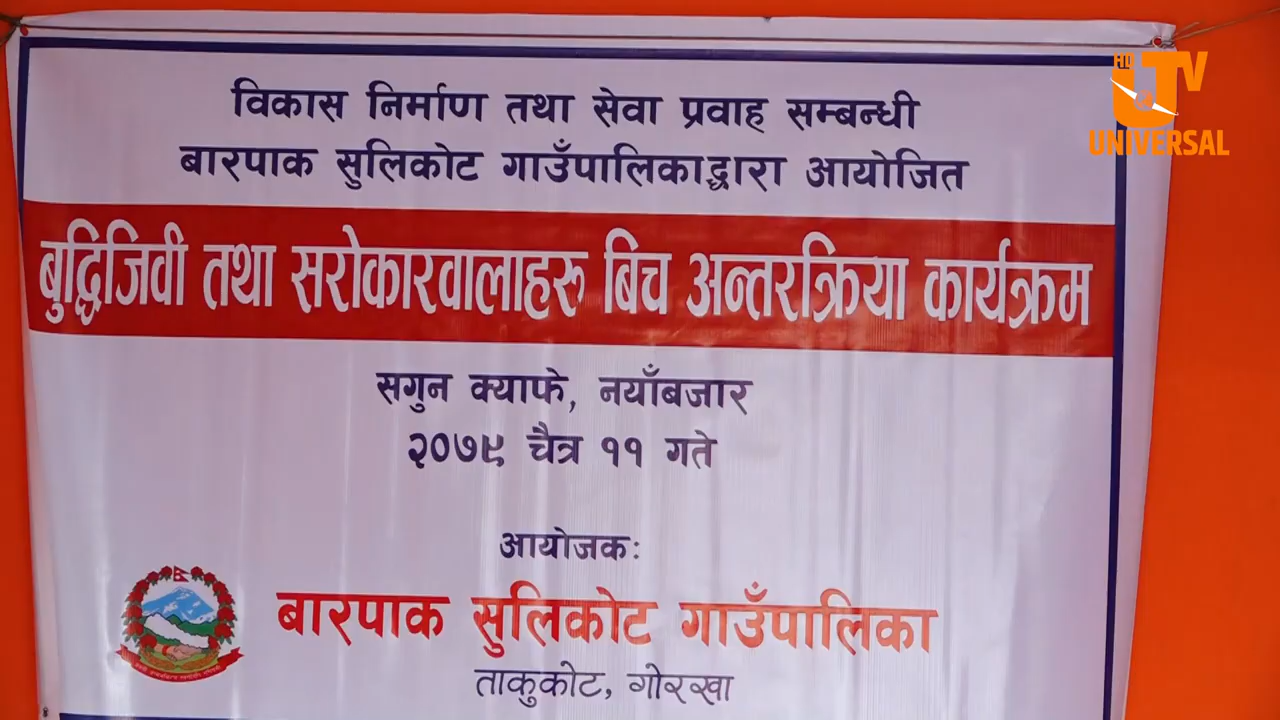 विकास निर्माण तथा सेवा प्रवाह सम्बन्धी
बारपाक सुलिकोट गाउँपालिकाद्धारा आयोजित
बुद्धिजिवी तथा सरोकारवालाहरु बिच अन्तरक्रिया कार्यक्रम
सगुन क्याफे, नयाँबजार
२०७९ चैत्र ११ गते
आयोजकः
बारपाक सुलिकोट गाउँपालिका
ताकुकोट, गोरखा
HD
UTV
UNIVERSAL